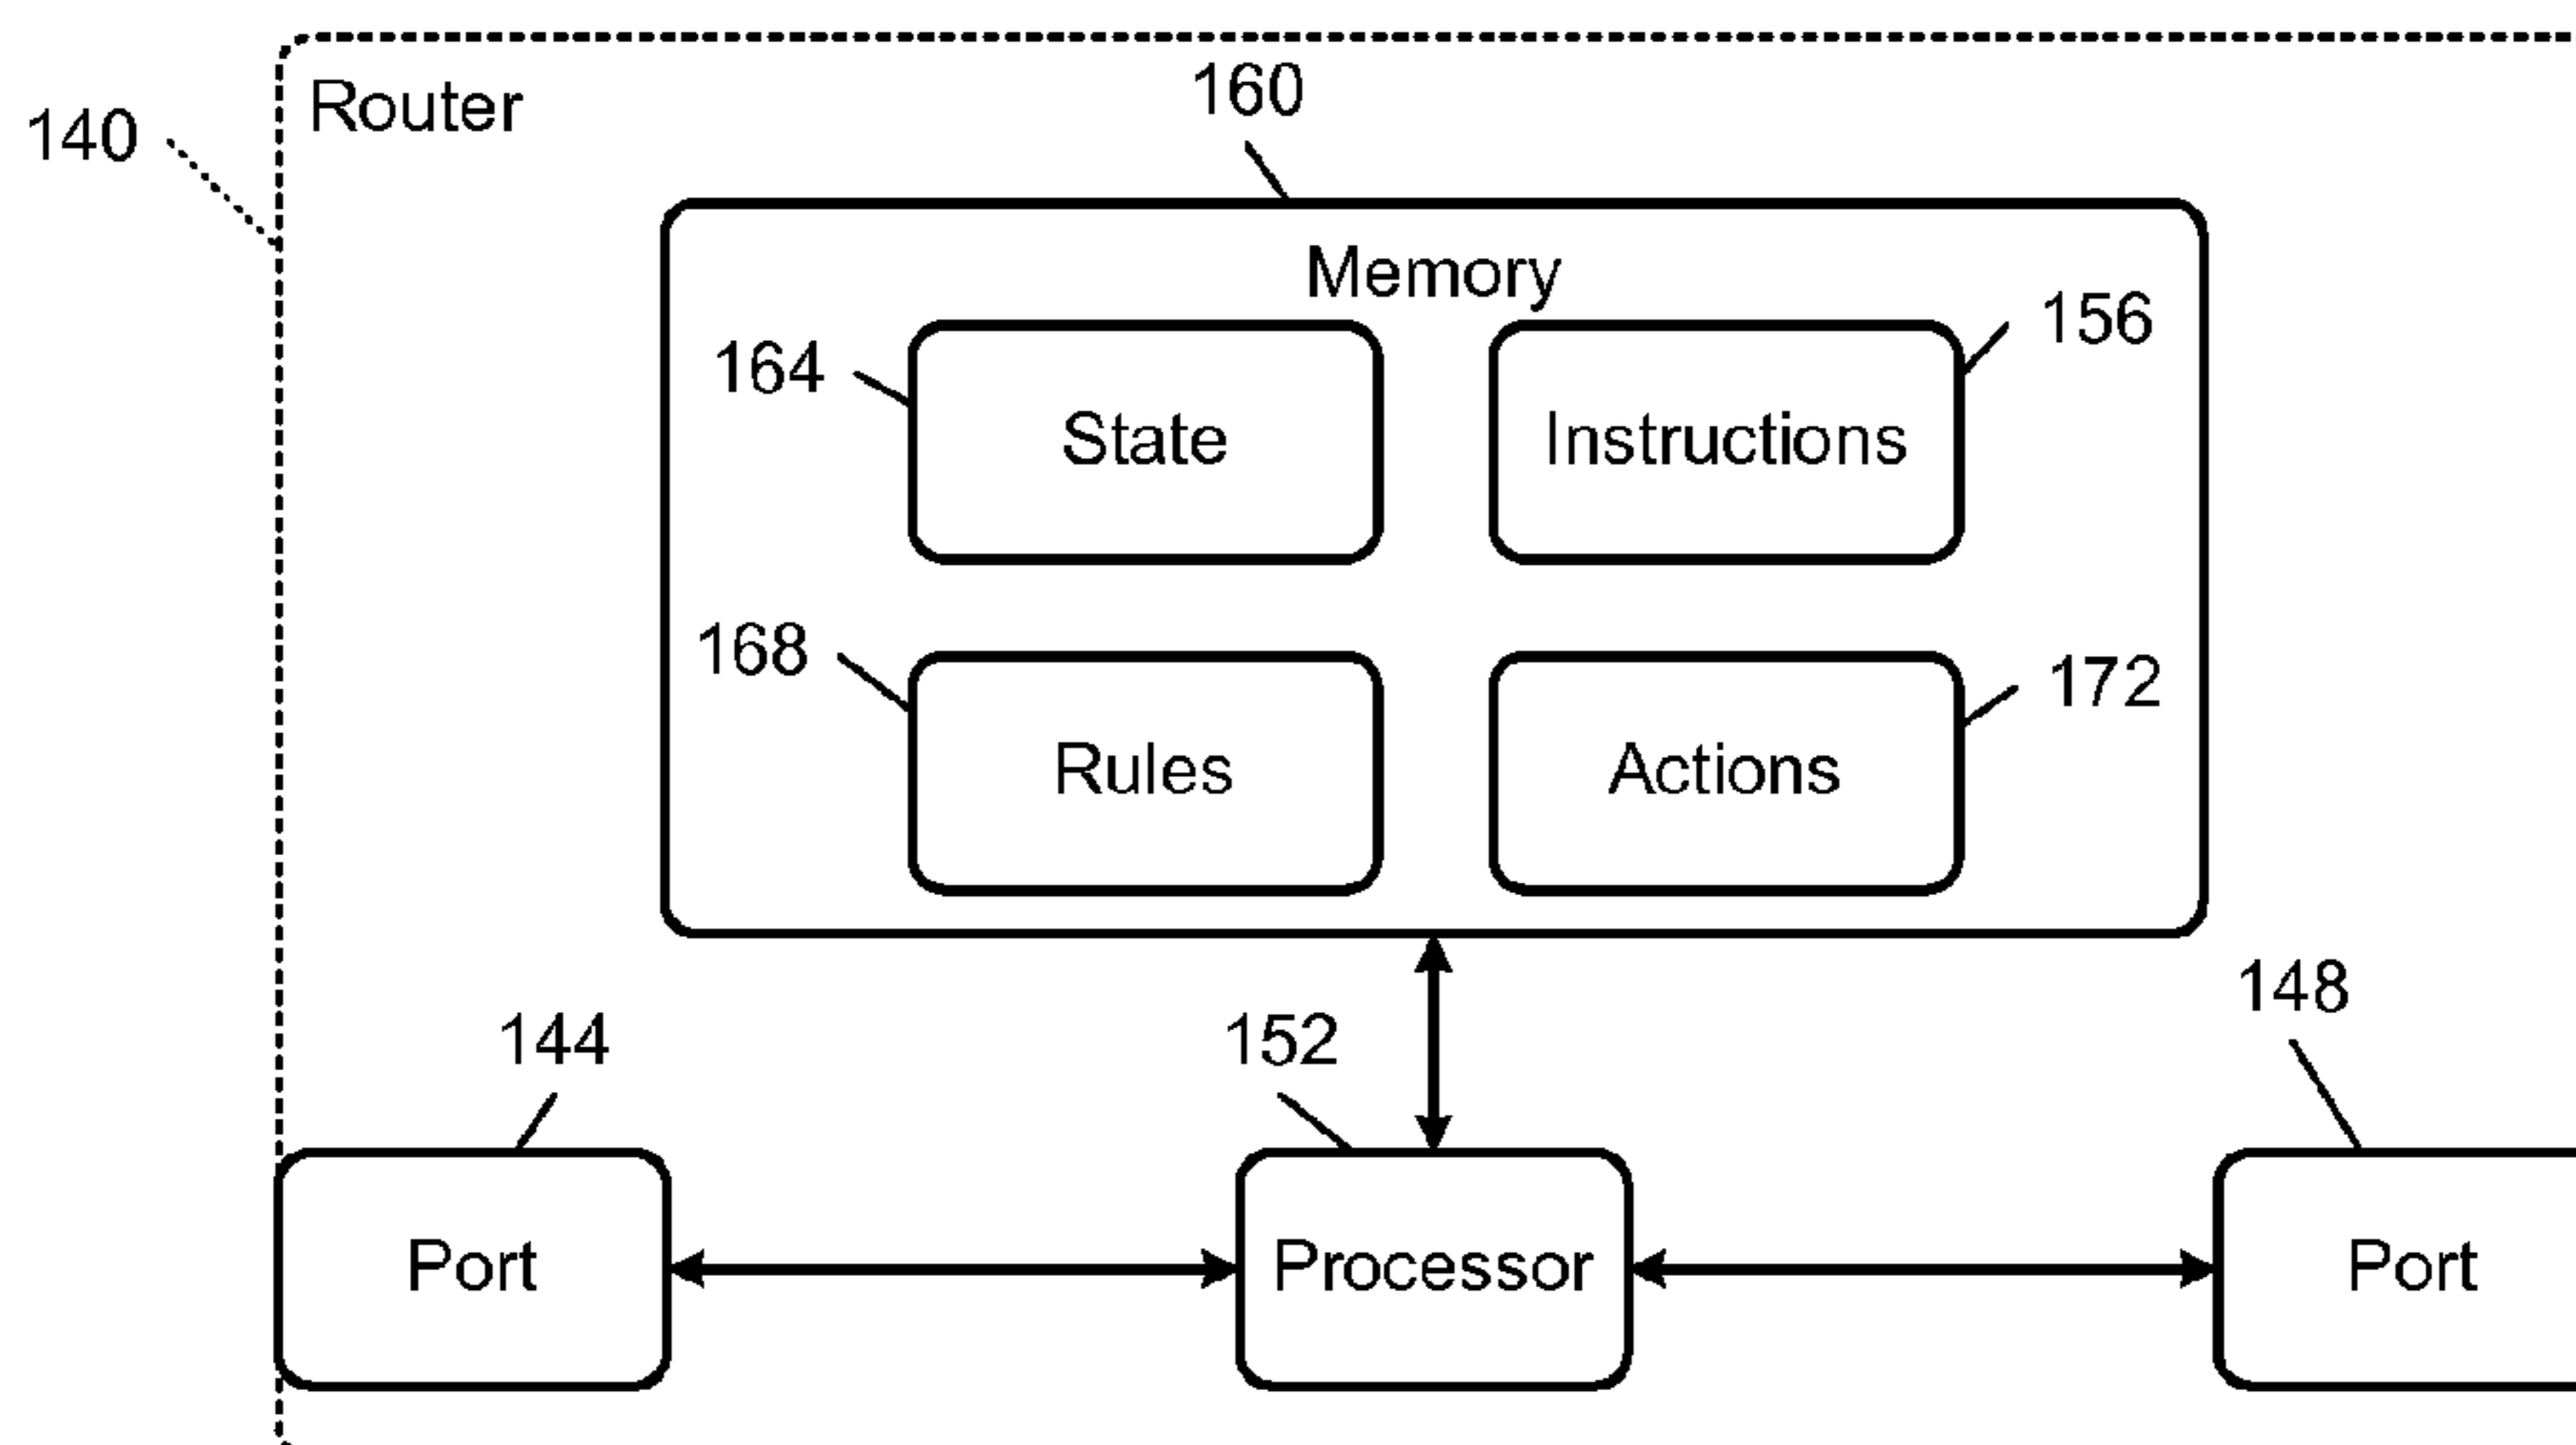 140
Router
160
Memory
164
State
156
Instructions
168
Rules
172
Actions
144
152
148
Port
Processor
Port